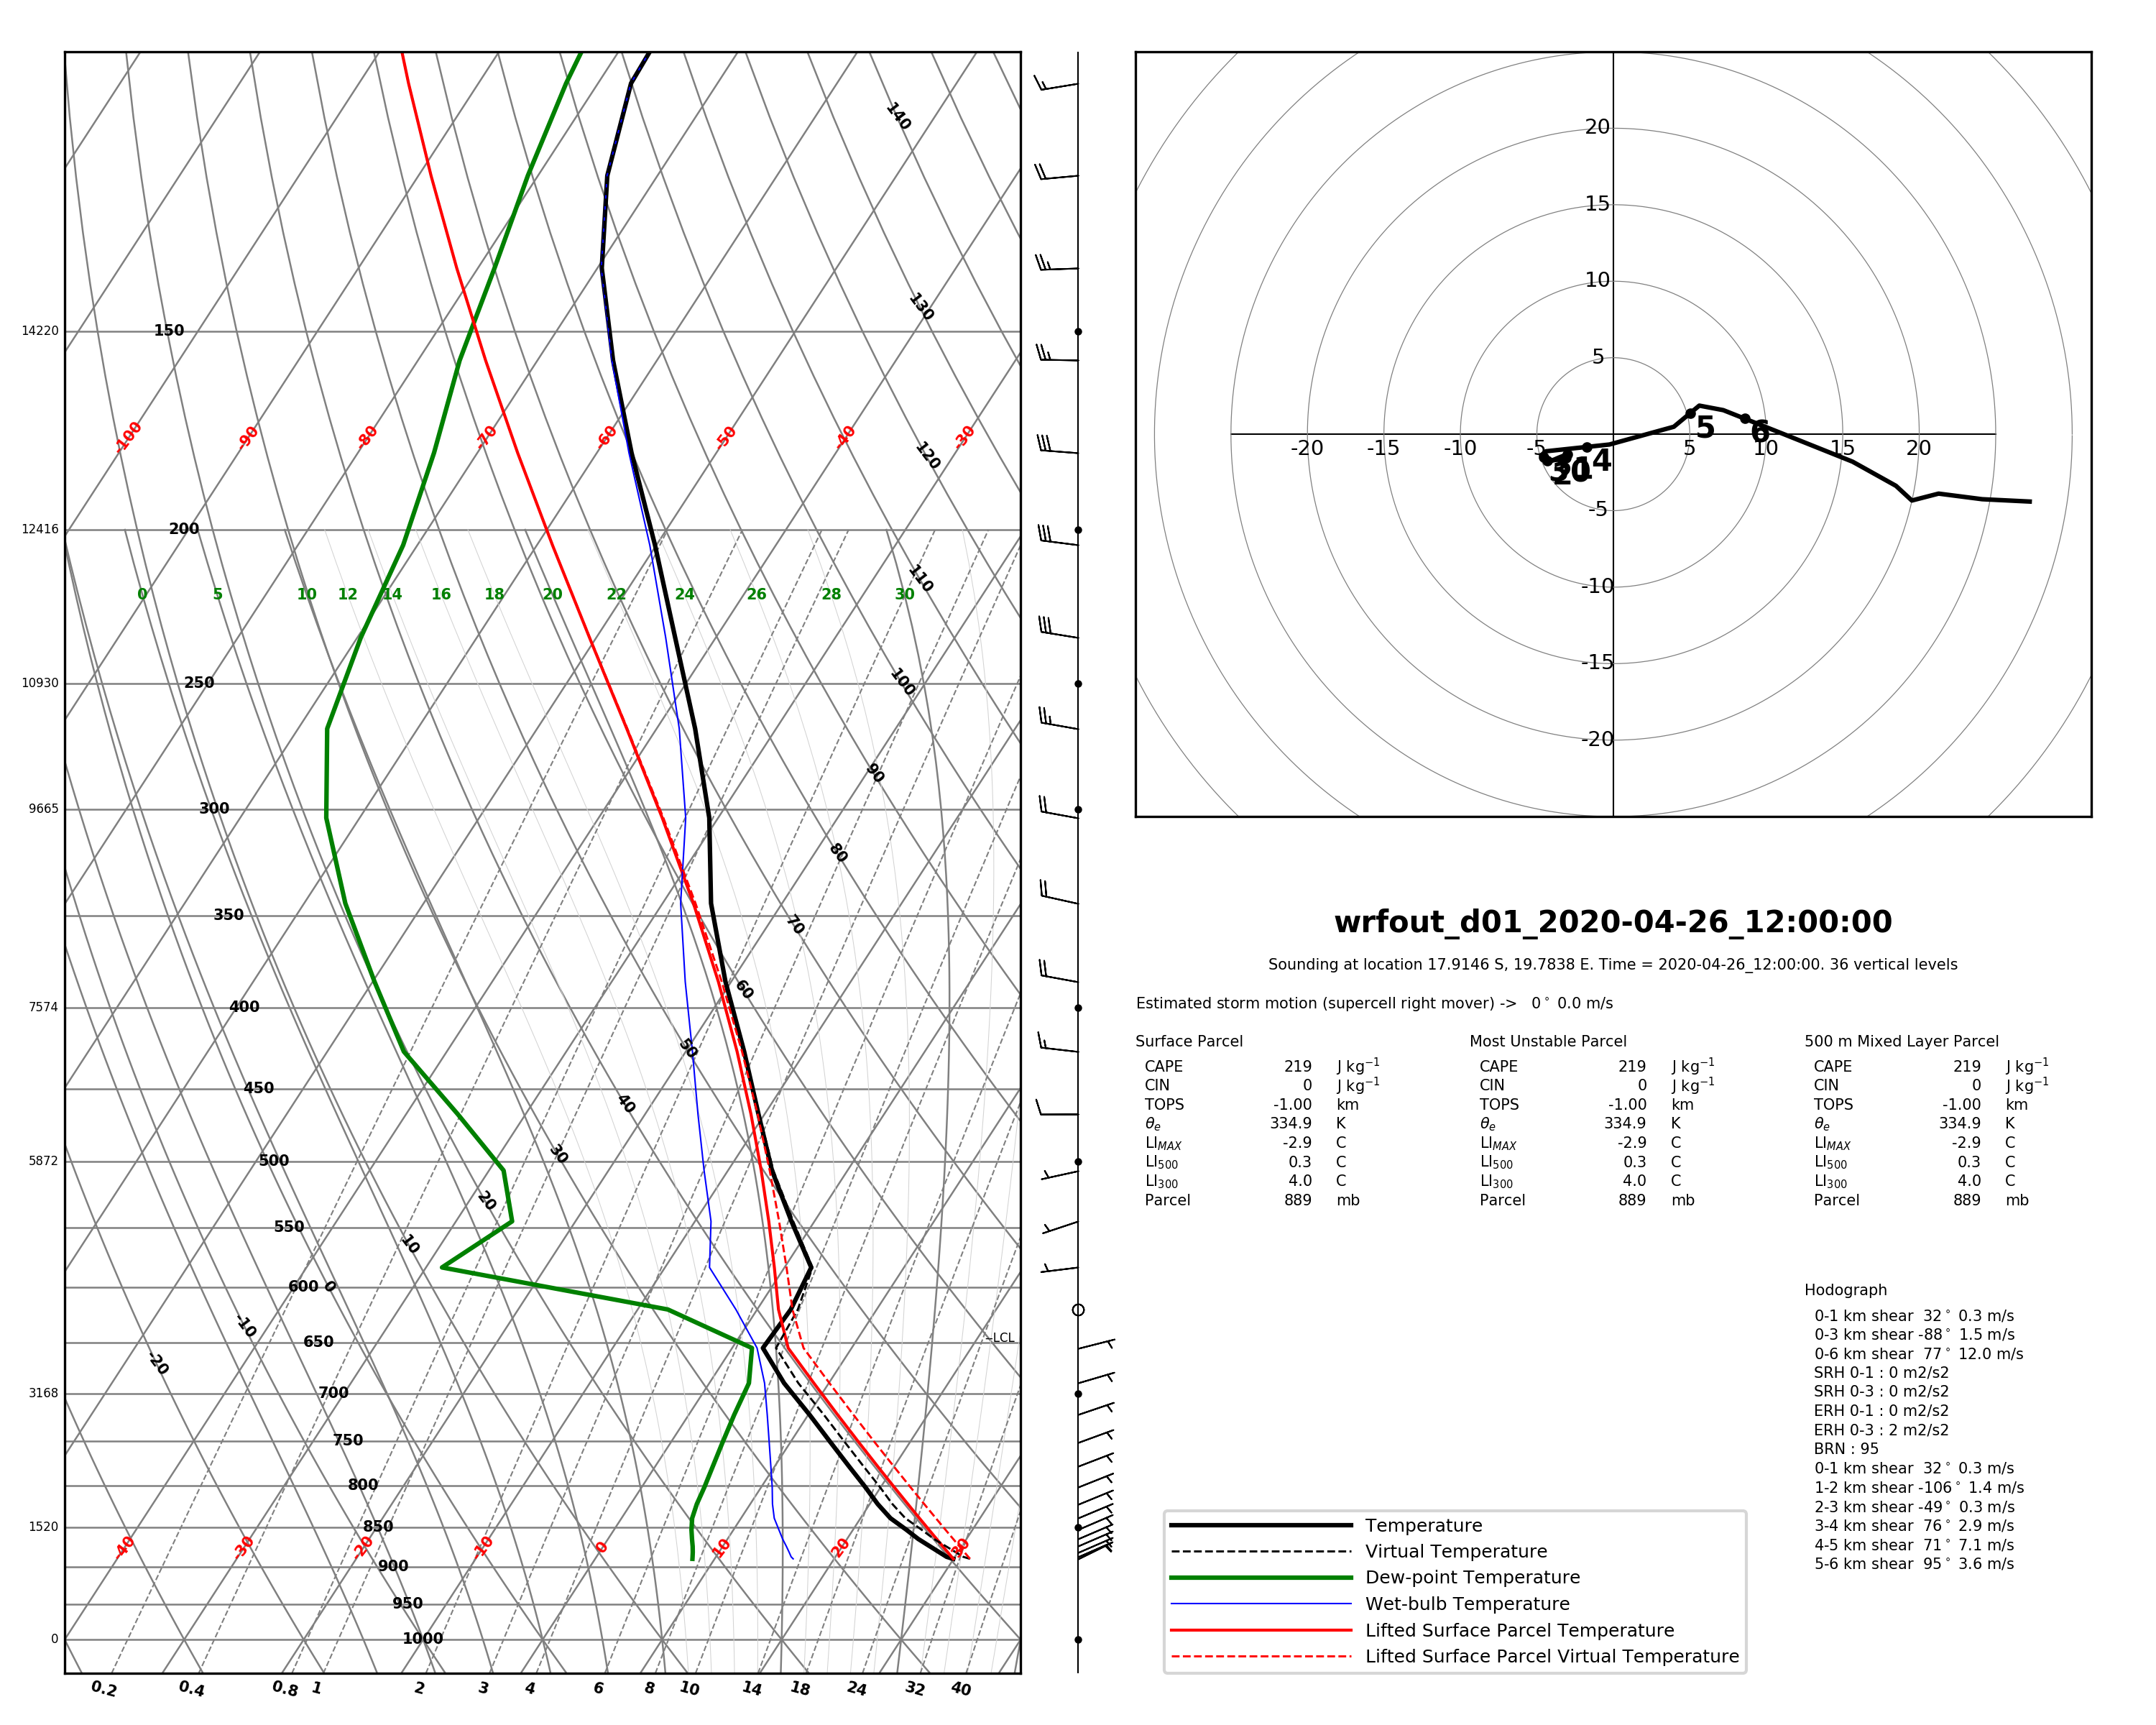 140
130
14220 150
-100 -90 -80 -70 -60 -50 -40 -30
120
12416 200
110
0 5 10 12 14 16 18 20 22 24 26 28 30
10930 250
100
90
9665 300
80
350
70
60
7574 400
50
450
40
5872 500
30
20
550
10
600 0
-10
650
--LCL
-20
3168 700
750
800
1520 850
-40 -30 -20 -10 0 10 20 30
900
950
0 1000
0.2 0.4 0.8 1 2 3 4 6 8 10 14 18 24 32 40
20
15
10
5
5 6
-20 -15 -10 -5 5 10 15 20
3 2 0 1 4
-5
-10
-15
-20
wrfout_d01_2020-04-26_12:00:00
Sounding at location 17.9146 S, 19.7838 E. Time = 2020-04-26_12:00:00. 36 vertical levels
Estimated storm motion (supercell right mover) -> 0° 0.0 m/s
Surface Parcel Most Unstable Parcel 500 m Mixed Layer Parcel
CAPE 219 J kg⁻¹ CAPE 219 J kg⁻¹ CAPE 219 J kg⁻¹
CIN 0 J kg⁻¹ CIN 0 J kg⁻¹ CIN 0 J kg⁻¹
TOPS -1.00 km TOPS -1.00 km TOPS -1.00 km
θe 334.9 K θe 334.9 K θe 334.9 K
LIMAX -2.9 C LIMAX -2.9 C LIMAX -2.9 C
LI500 0.3 C LI500 0.3 C LI500 0.3 C
LI300 4.0 C LI300 4.0 C LI300 4.0 C
Parcel 889 mb Parcel 889 mb Parcel 889 mb
Hodograph
0-1 km shear 32° 0.3 m/s
0-3 km shear -88° 1.5 m/s
0-6 km shear 77° 12.0 m/s
SRH 0-1 : 0 m2/s2
SRH 0-3 : 0 m2/s2
ERH 0-1 : 0 m2/s2
ERH 0-3 : 2 m2/s2
BRN : 95
0-1 km shear 32° 0.3 m/s
1-2 km shear -106° 1.4 m/s
2-3 km shear -49° 0.3 m/s
3-4 km shear 76° 2.9 m/s
4-5 km shear 71° 7.1 m/s
5-6 km shear 95° 3.6 m/s
Temperature
Virtual Temperature
Dew-point Temperature
Wet-bulb Temperature
Lifted Surface Parcel Temperature
Lifted Surface Parcel Virtual Temperature